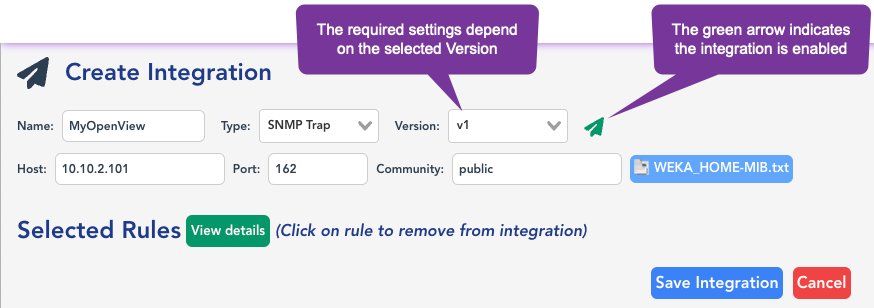 The required settings depend
on the selected Version
The green arrow indicates
the integration is enabled
Create Integration
Name: MyOpenView Type: SNMP Trap Version: v1
Host: 10.10.2.101 Port: 162 Community: public WEKA_HOME-MIB.txt
Selected Rules View details (Click on rule to remove from integration)
Save Integration Cancel